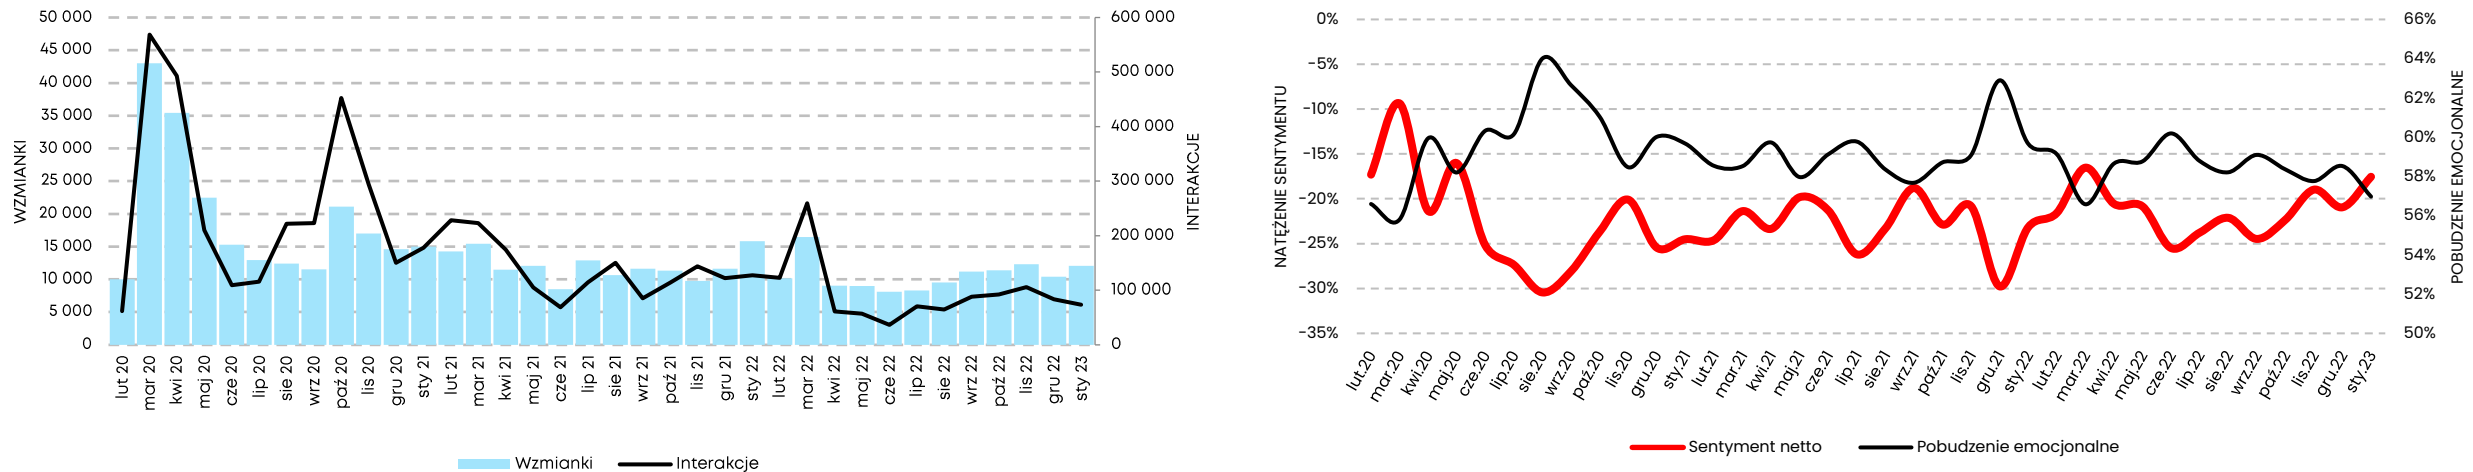 50 000
45 000
40 000
35 000
30 000
25 000
20 000
15 000
10 000
5 000
0
WZMIANKI
600 000
500 000
400 000
300 000
200 000
100 000
0
INTERAKCJE
lut 20
mar 20
kwi 20
maj 20
cze 20
lip 20
sie 20
wrz 20
paź 20
lis 20
gru 20
sty 21
lut 21
mar 21
kwi 21
maj 21
cze 21
lip 21
sie 21
wrz 21
paź 21
lis 21
gru 21
sty 22
lut 22
mar 22
kwi 22
maj 22
cze 22
lip 22
sie 22
wrz 22
paź 22
lis 22
gru 22
sty 23
Wzmianki
Interakcje
0%
−5%
−10%
−15%
−20%
−25%
−30%
−35%
NATĘŻENIE SENTYMENTU
66%
64%
62%
60%
58%
56%
54%
52%
50%
POBUDZENIE EMOCJONALNE
lut.20
mar.20
kwi.20
maj.20
cze.20
lip.20
sie.20
wrz.20
paź.20
lis.20
gru.20
sty.21
lut.21
mar.21
kwi.21
maj.21
cze.21
lip.21
sie.21
wrz.21
paź.21
lis.21
gru.21
sty.22
lut.22
mar.22
kwi.22
maj.22
cze.22
lip.22
sie.22
wrz.22
paź.22
lis.22
gru.22
sty.23
Sentyment netto
Pobudzenie emocjonalne